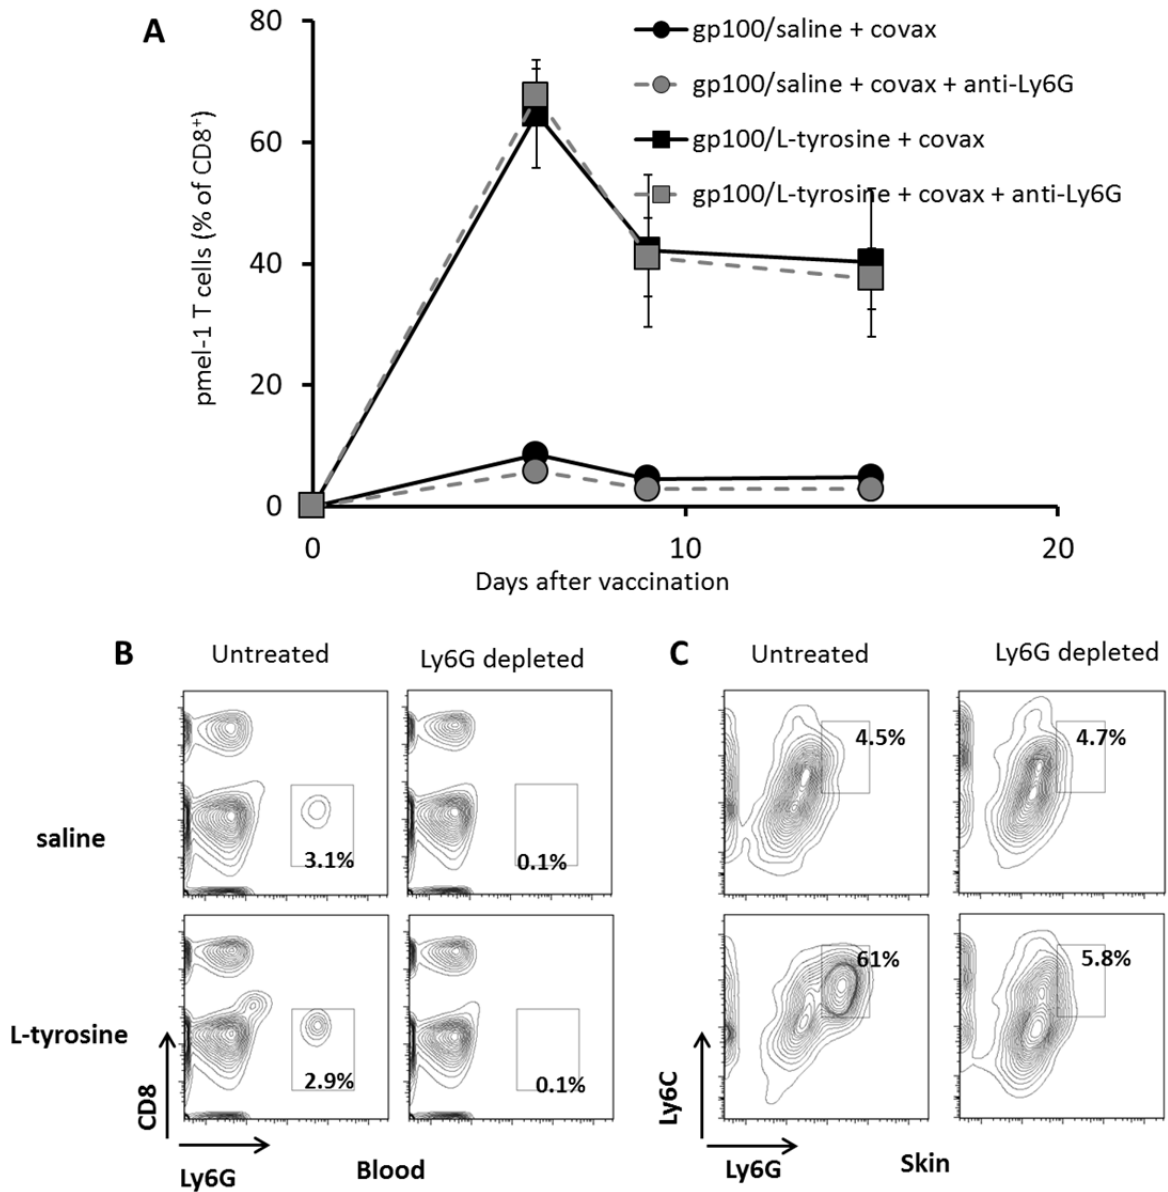 A
80
60
40
20
0
pmel-1 T cells (% of CD8⁺)
gp100/saline + covax
gp100/saline + covax + anti-Ly6G
gp100/L-tyrosine + covax
gp100/L-tyrosine + covax + anti-Ly6G
0 10 20
Days after vaccination
B Untreated Ly6G depleted
C Untreated Ly6G depleted
saline
3.1% 0.1% 4.5% 4.7%
L-tyrosine
2.9% 0.1% 61% 5.8%
CD8
Ly6G
Blood
Ly6C
Ly6G
Skin